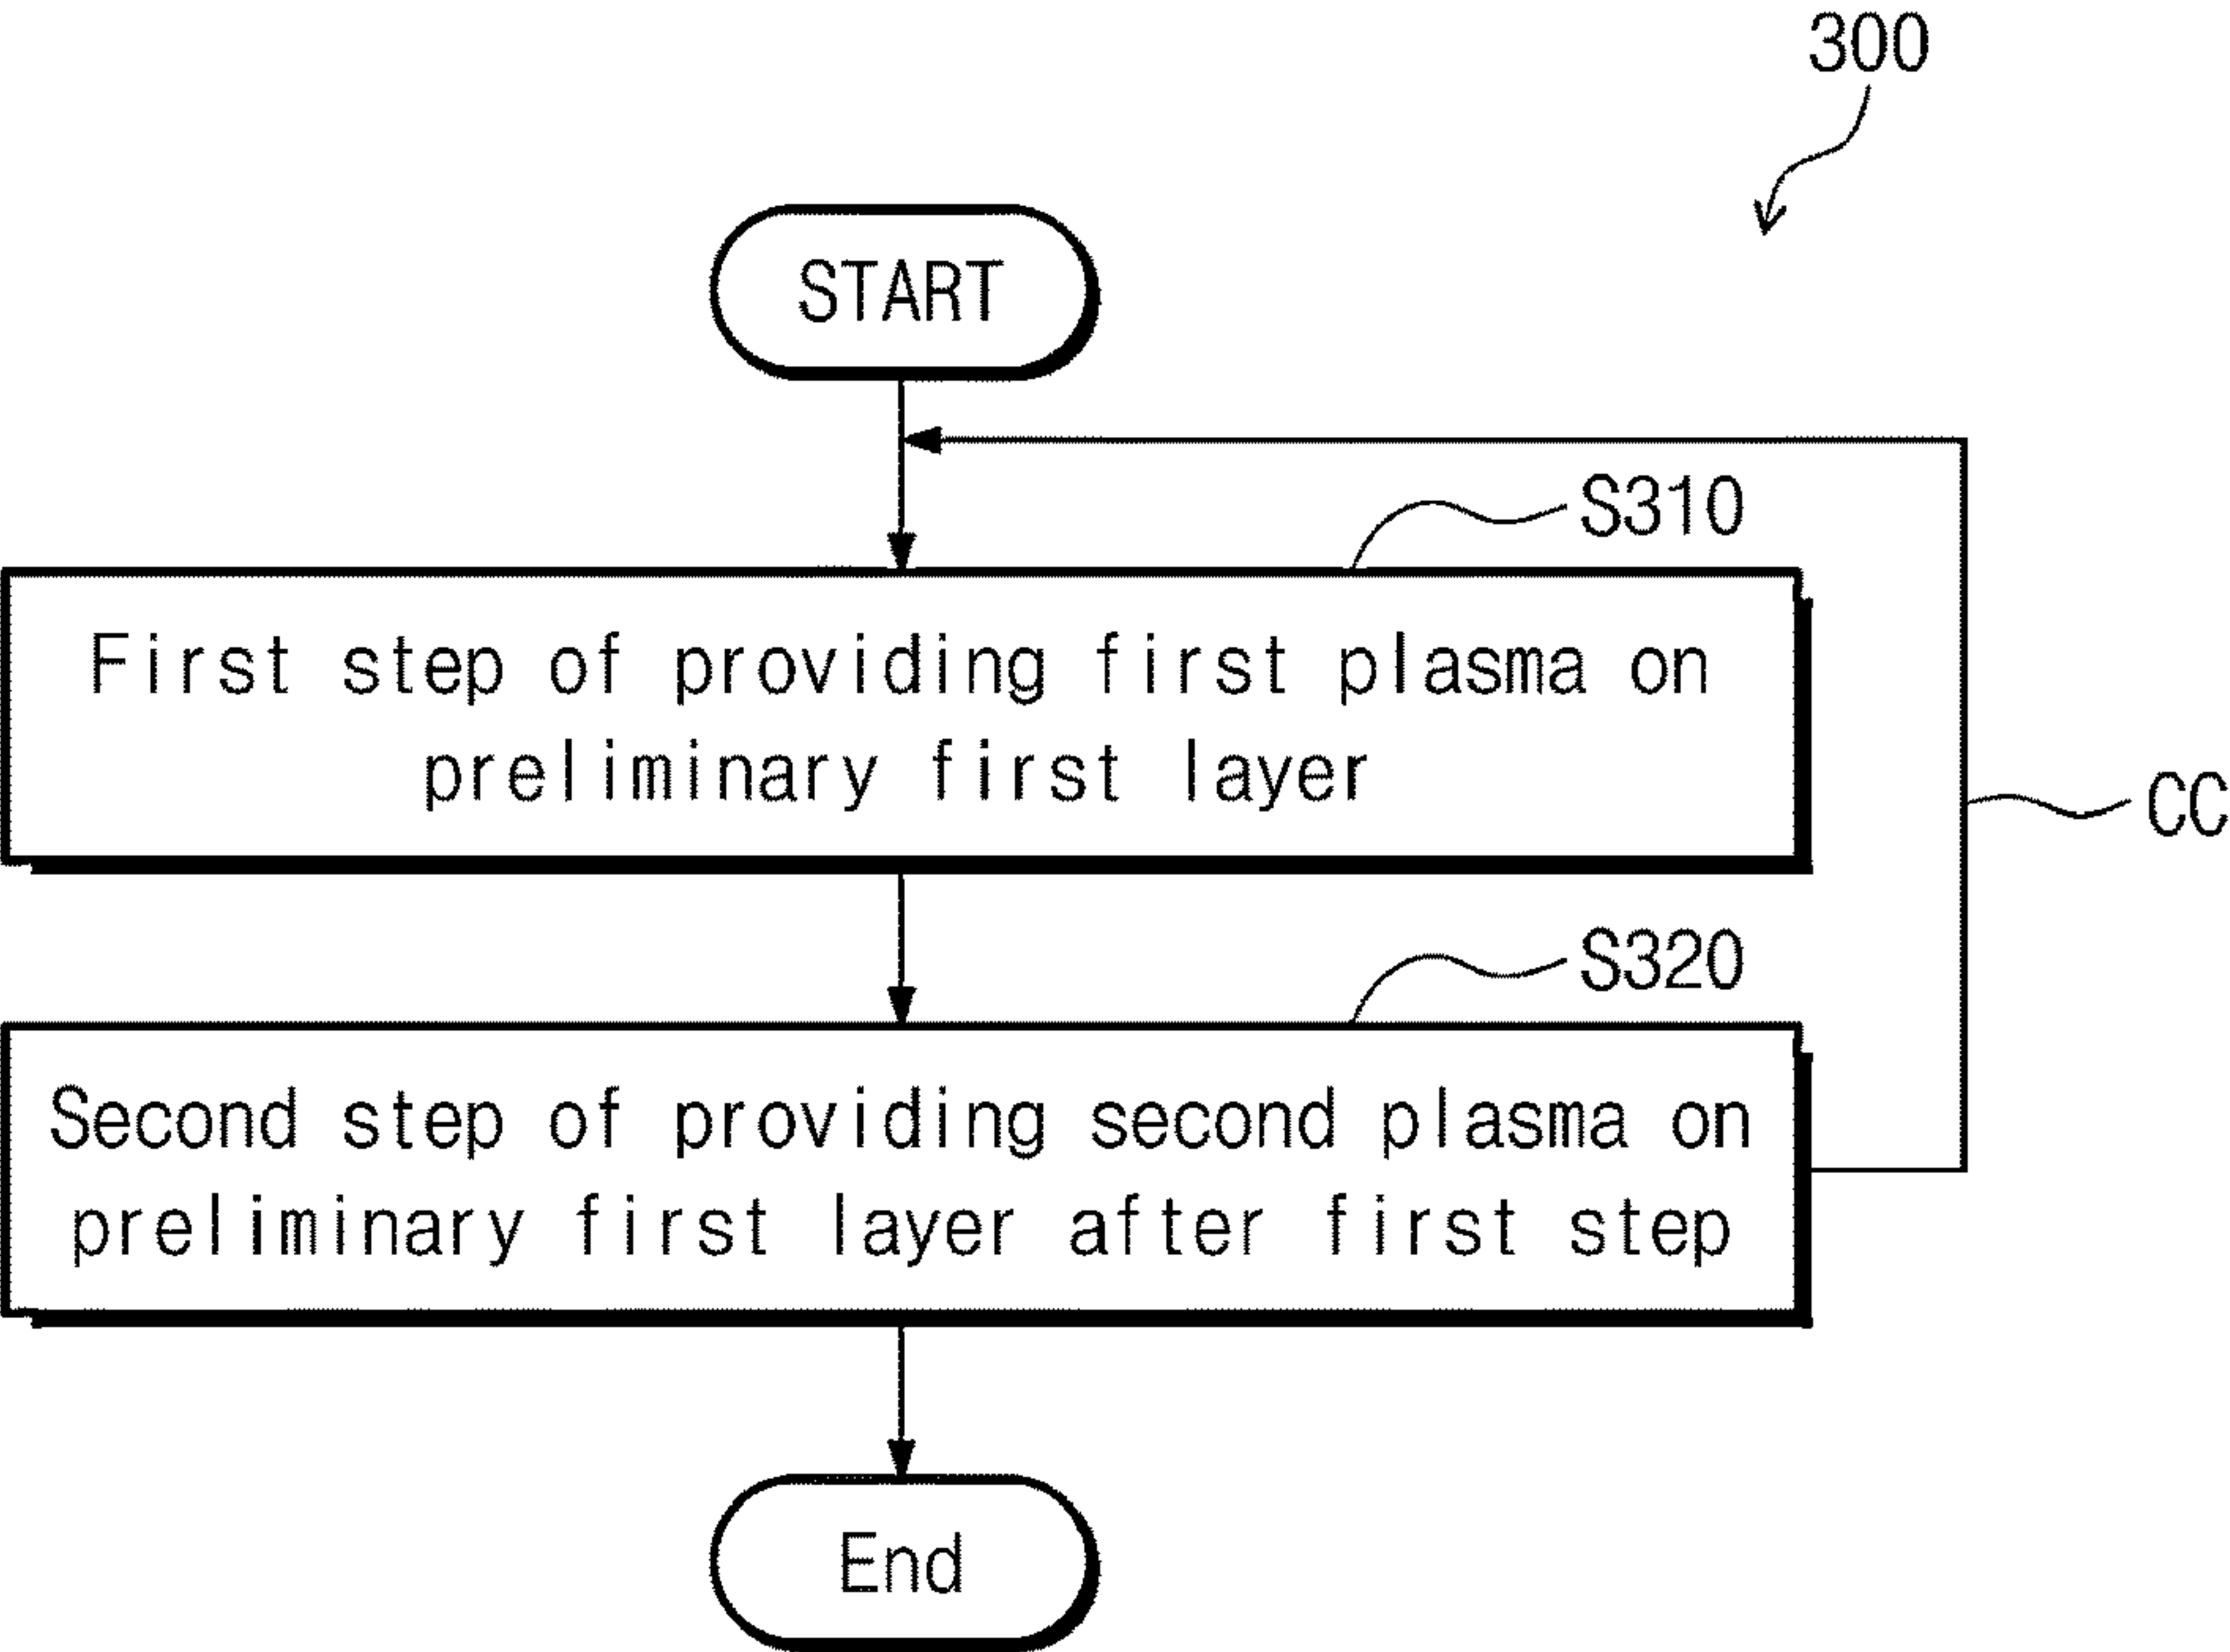 300
START
S310
First step of providing first plasma on
preliminary first layer
CC
S320
Second step of providing second plasma on
preliminary first layer after first step
End